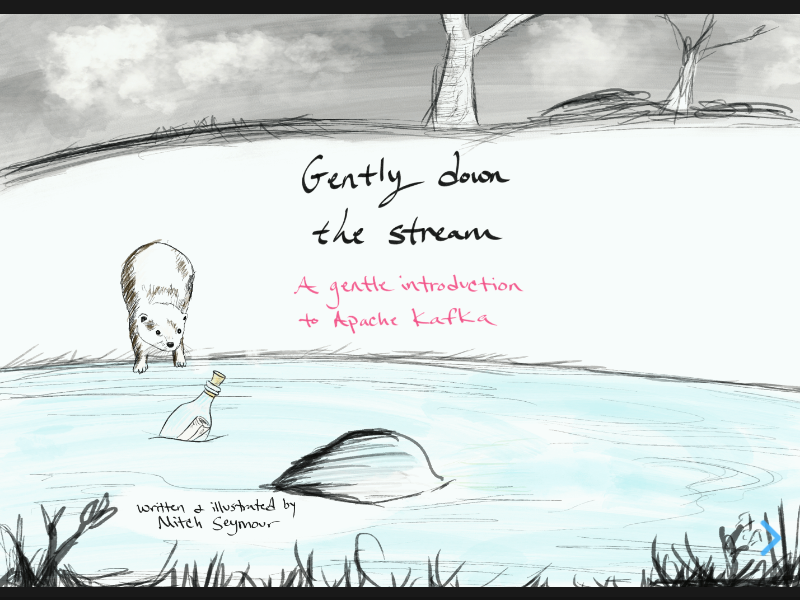 Gently down
the stream
A gentle introduction
to Apache Kafka
written & illustrated by
Mitch Seymour